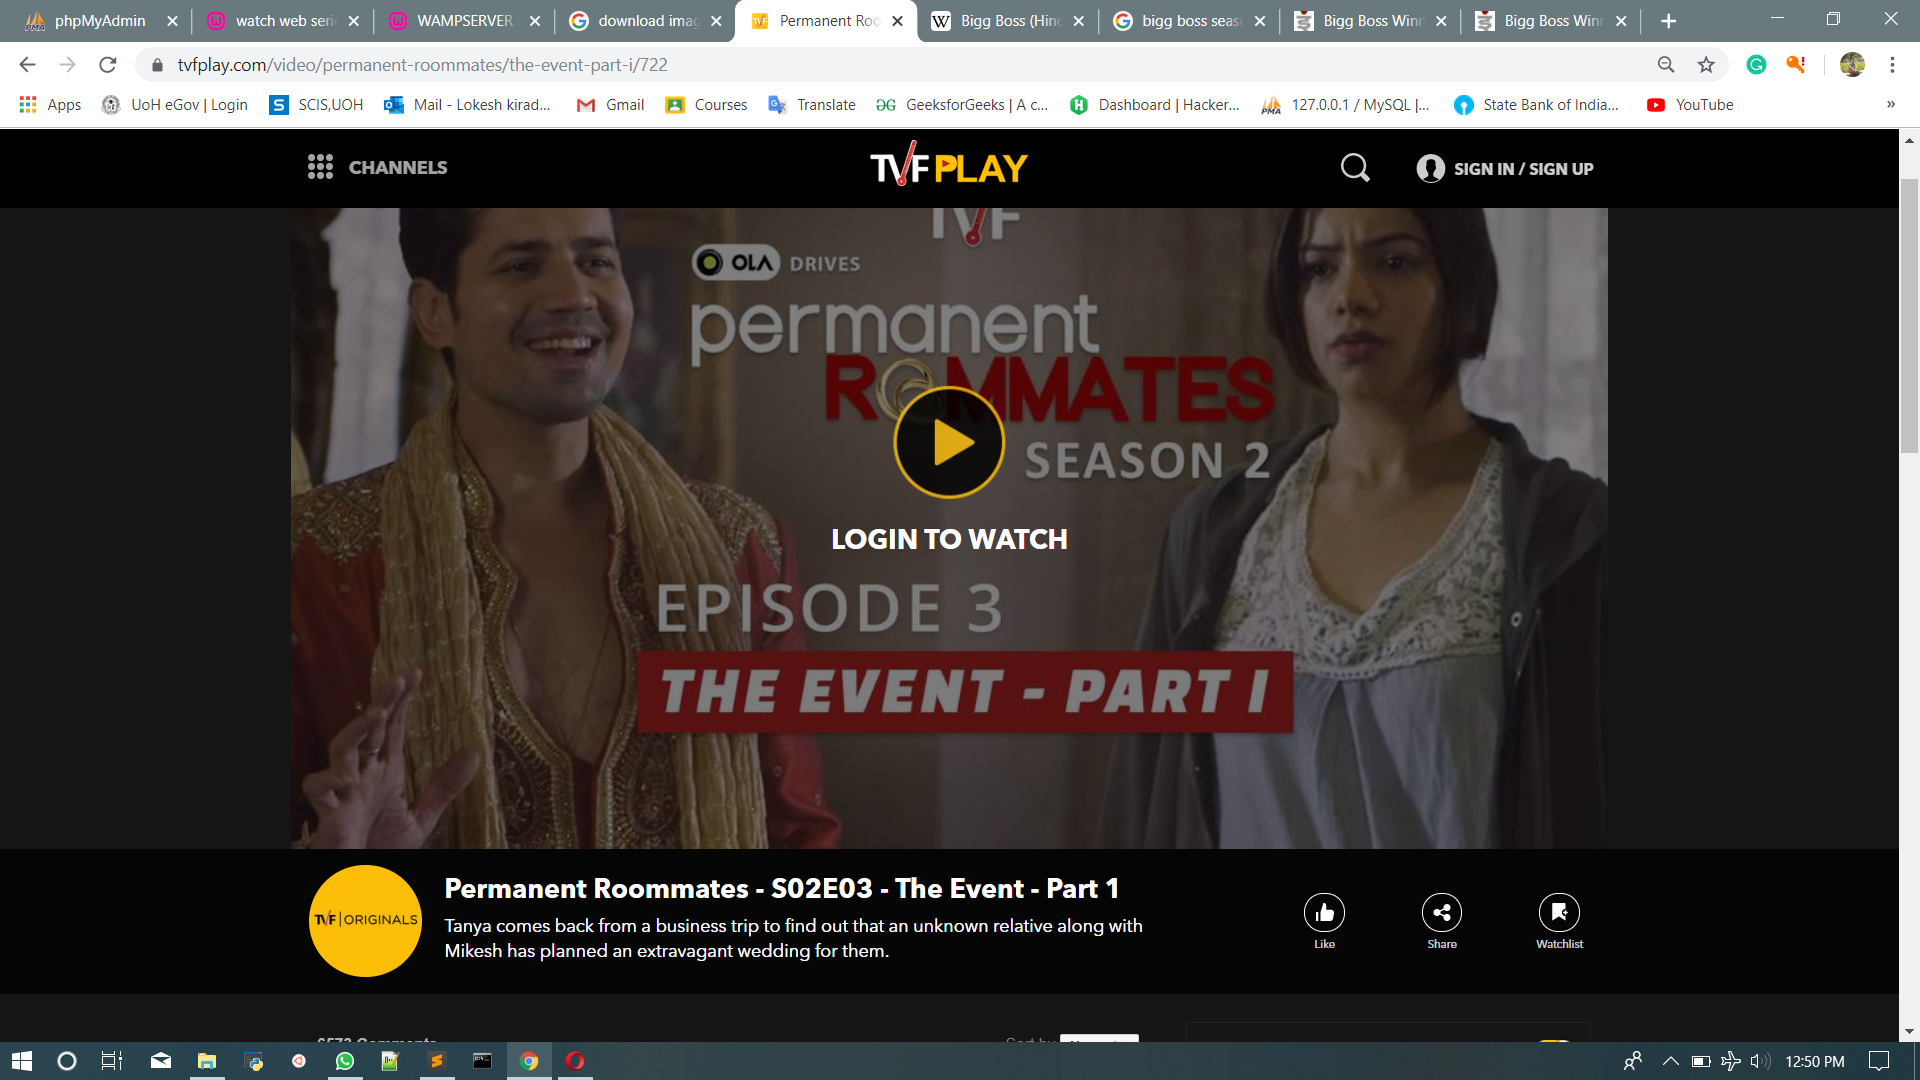 phpMyAdmin
watch web seri
WAMPSERVER
download imag
Permanent Roo
Bigg Boss (Hind
bigg boss seas
Bigg Boss Winn
Bigg Boss Winn
tvfplay.com/video/permanent-roommates/the-event-part-i/722
Apps
UoH eGov | Login
SCIS,UOH
Mail - Lokesh kirad...
Gmail
Courses
Translate
GeeksforGeeks | A c...
Dashboard | Hacker...
127.0.0.1 / MySQL |...
State Bank of India...
YouTube
»
CHANNELS
TVF PLAY
SIGN IN / SIGN UP
TVF
OLA DRIVES
permanent
ROOMMATES
SEASON 2
LOGIN TO WATCH
EPISODE 3
THE EVENT - PART I
TVF | ORIGINALS
Permanent Roommates - S02E03 - The Event - Part 1
Tanya comes back from a business trip to find out that an unknown relative along with
Mikesh has planned an extravagant wedding for them.
Like
Share
Watchlist
12:50 PM